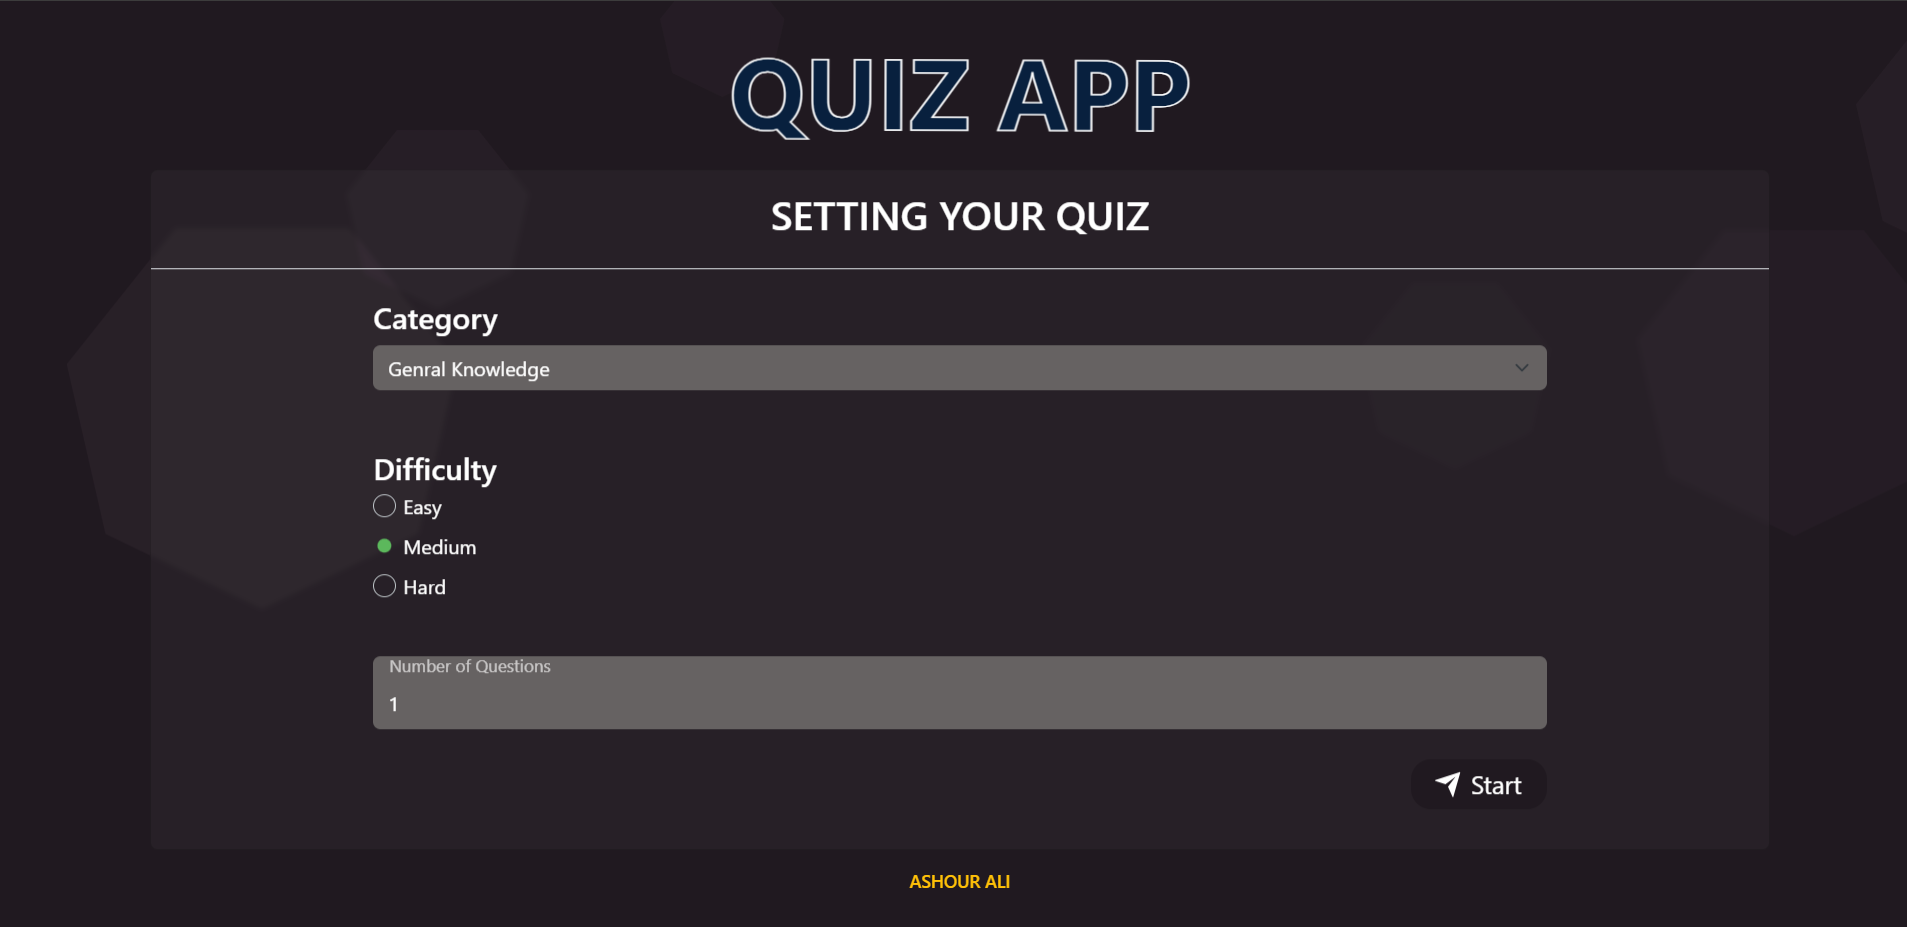 QUIZ APP
SETTING YOUR QUIZ
Category
Genral Knowledge
Difficulty
Easy
Medium
Hard
Number of Questions
1
Start
ASHOUR ALI